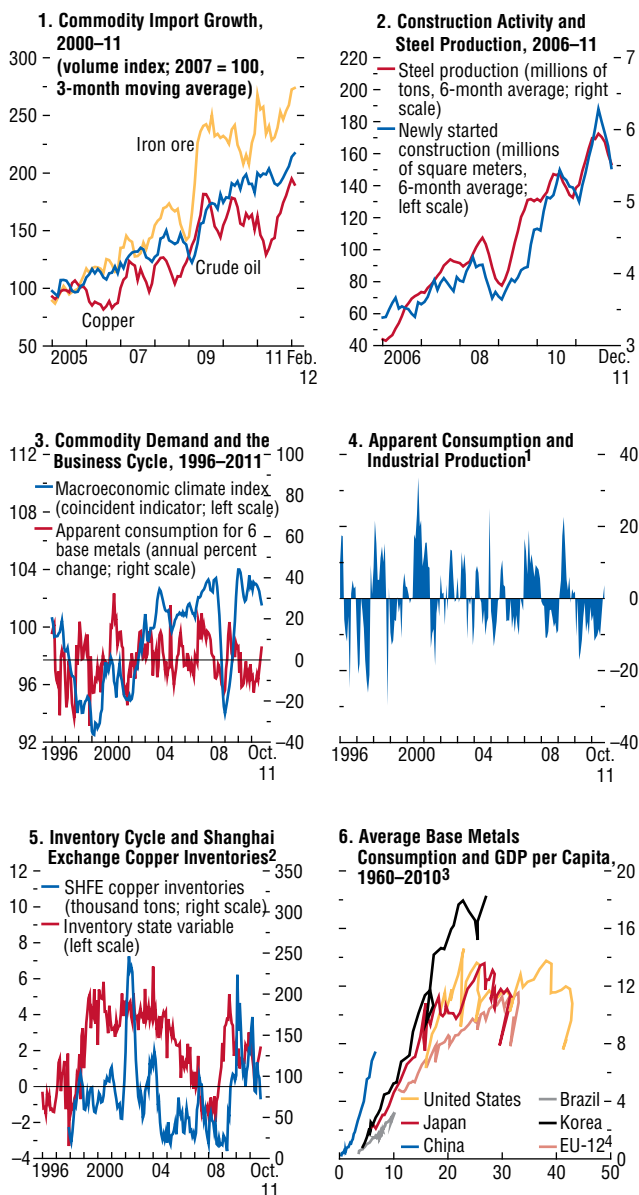 1. Commodity Import Growth,
2000–11
(volume index; 2007 = 100,
3-month moving average)
300
250
200
150
100
50
Iron ore
Crude oil
Copper
2005 07 09 11 Feb.
12
2. Construction Activity and
Steel Production, 2006–11
Steel production (millions of
tons, 6-month average; right
scale)
Newly started
construction (millions
of square meters,
6-month average;
left scale)
220
200
180
160
140
120
100
80
60
40
7
6
5
4
3
2006 08 10 Dec.
11
3. Commodity Demand and the
Business Cycle, 1996–2011
Macroeconomic climate index
(coincident indicator; left scale)
Apparent consumption for 6
base metals (annual percent
change; right scale)
112
108
104
100
96
92
100
80
60
40
20
0
–20
–40
1996 2000 04 08 Oct.
11
4. Apparent Consumption and
Industrial Production1
40
20
0
–20
–40
1996 2000 04 08 Oct.
11
5. Inventory Cycle and Shanghai
Exchange Copper Inventories2
SHFE copper inventories
(thousand tons; right scale)
Inventory state variable
(left scale)
12
10
8
6
4
2
0
–2
–4
350
300
250
200
150
100
50
0
1996 2000 04 08 Oct.
11
6. Average Base Metals
Consumption and GDP per Capita,
1960–20103
20
16
12
8
4
0
United States
Japan
China
Brazil
Korea
EU-124
0 10 20 30 40 50